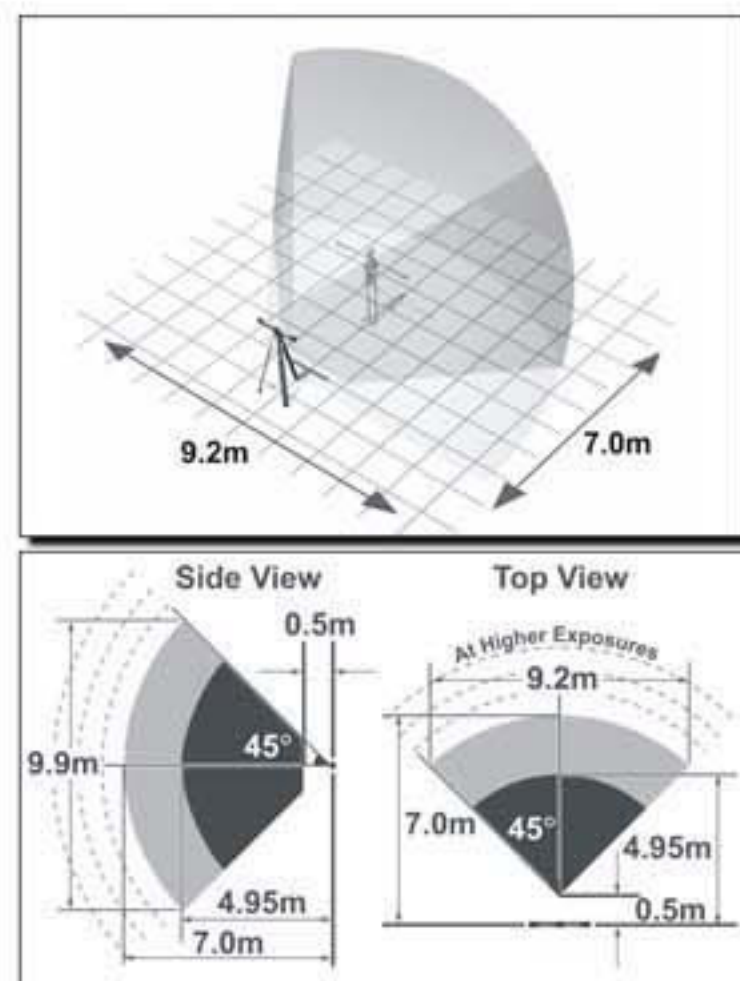 9.2m
7.0m
Side View
Top View
0.5m
At Higher Exposures
9.2m
45°
9.9m
7.0m
45°
4.95m
4.95m
0.5m
7.0m